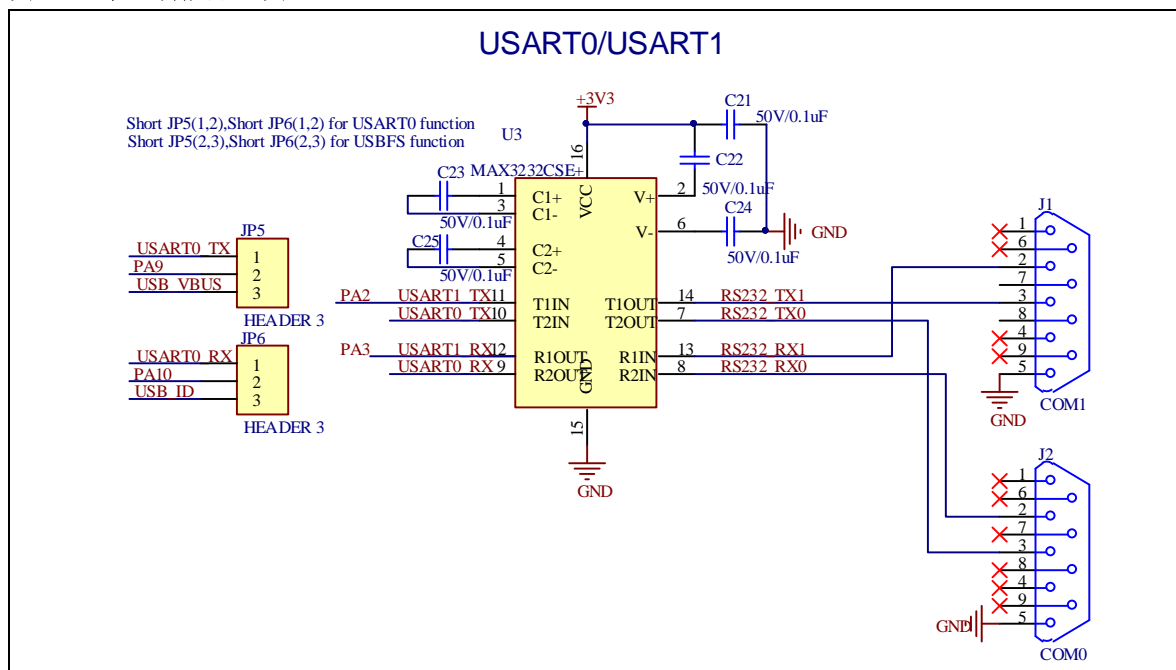 USART0/USART1
Short JP5(1,2),Short JP6(1,2) for USART0 function
Short JP5(2,3),Short JP6(2,3) for USBFS function
JP5
USART0_TX 1
PA9 2
USB_VBUS 3
HEADER 3
JP6
USART0_RX 1
PA10 2
USB_ID 3
HEADER 3
+3V3
U3
MAX3232CSE+
16
VCC
C23
50V/0.1uF
1 C1+
3 C1-
C25
50V/0.1uF
4 C2+
5 C2-
PA2 USART1_TX 11 T1IN
USART0_TX 10 T2IN
PA3 USART1_RX 12 R1OUT
USART0_RX 9 R2OUT
GND
15
GND
C21
50V/0.1uF
C22
50V/0.1uF
V+ 2
C24
50V/0.1uF
V- 6
GND
T1OUT 14 RS232_TX1
T2OUT 7 RS232_TX0
R1IN 13 RS232_RX1
R2IN 8 RS232_RX0
J1
1
6
2
7
3
8
4
9
5
GND
COM1
J2
1
6
2
7
3
8
4
9
5
GND
COM0